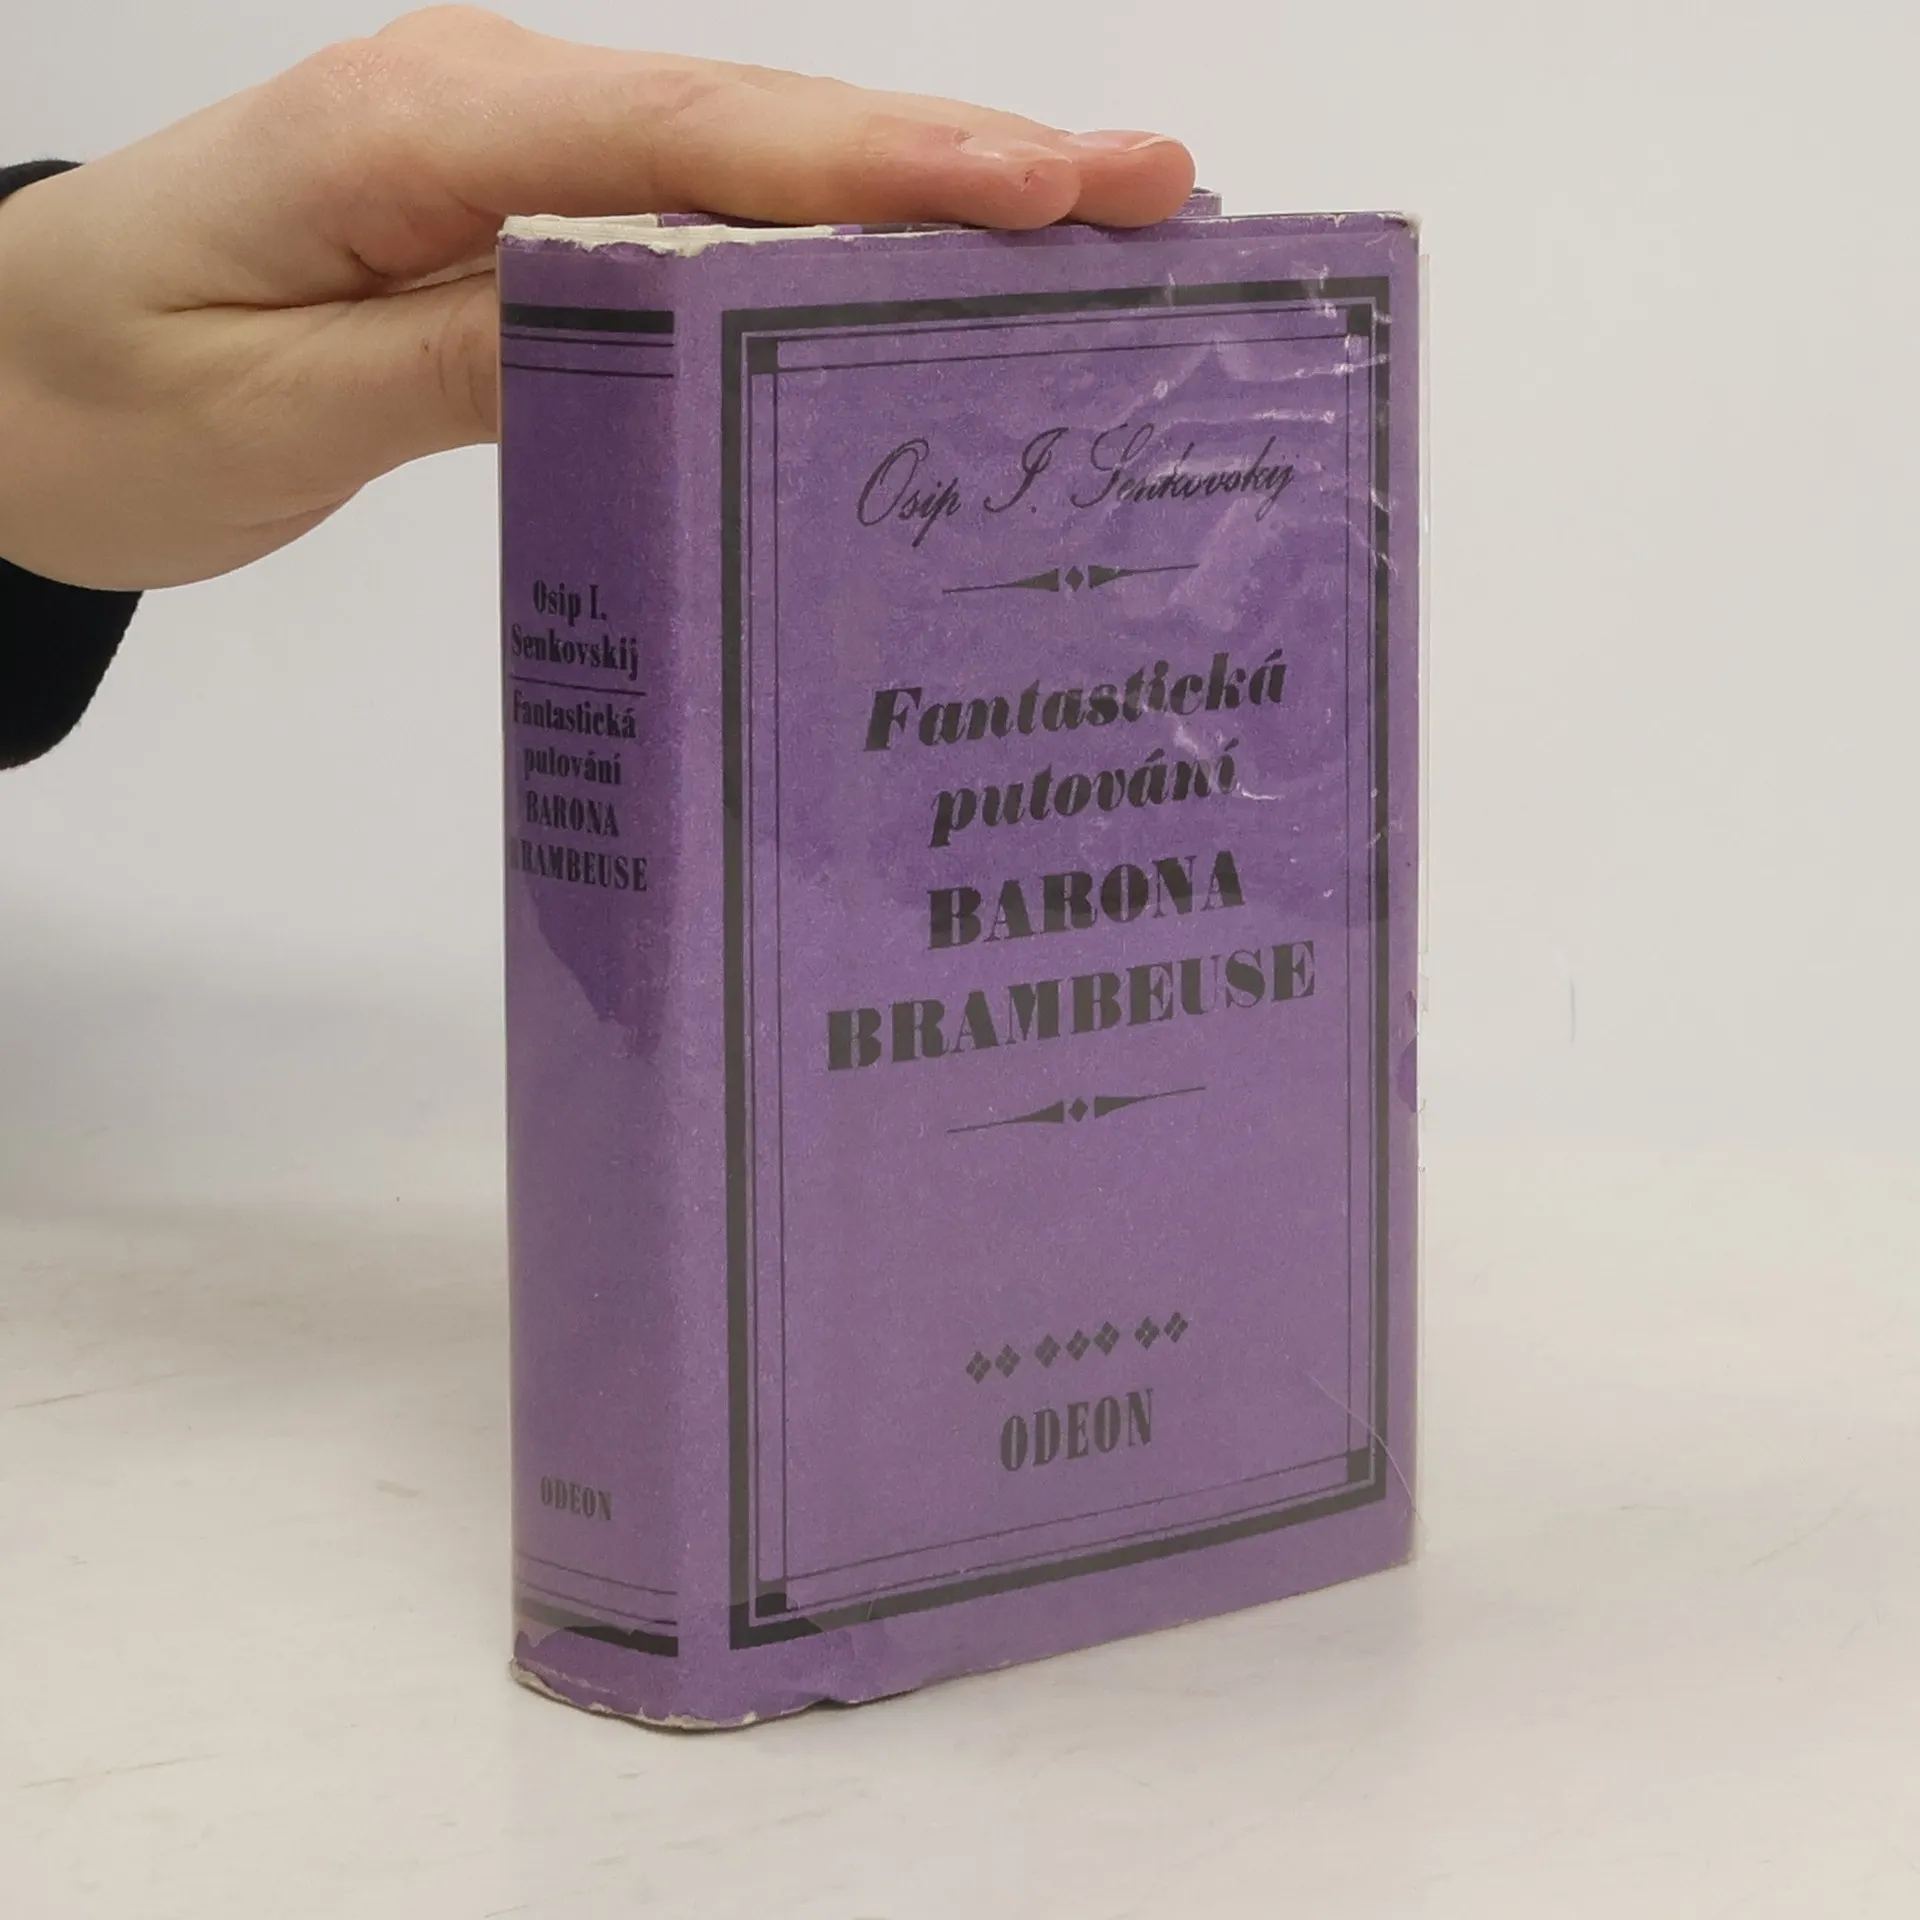 Osip I.
Senkovskij
Fantastická
putování
BARONA
BRAMBEUSE
ODEON
Osip I. Senkovskij
Fantastická
putování
BARONA
BRAMBEUSE
ODEON